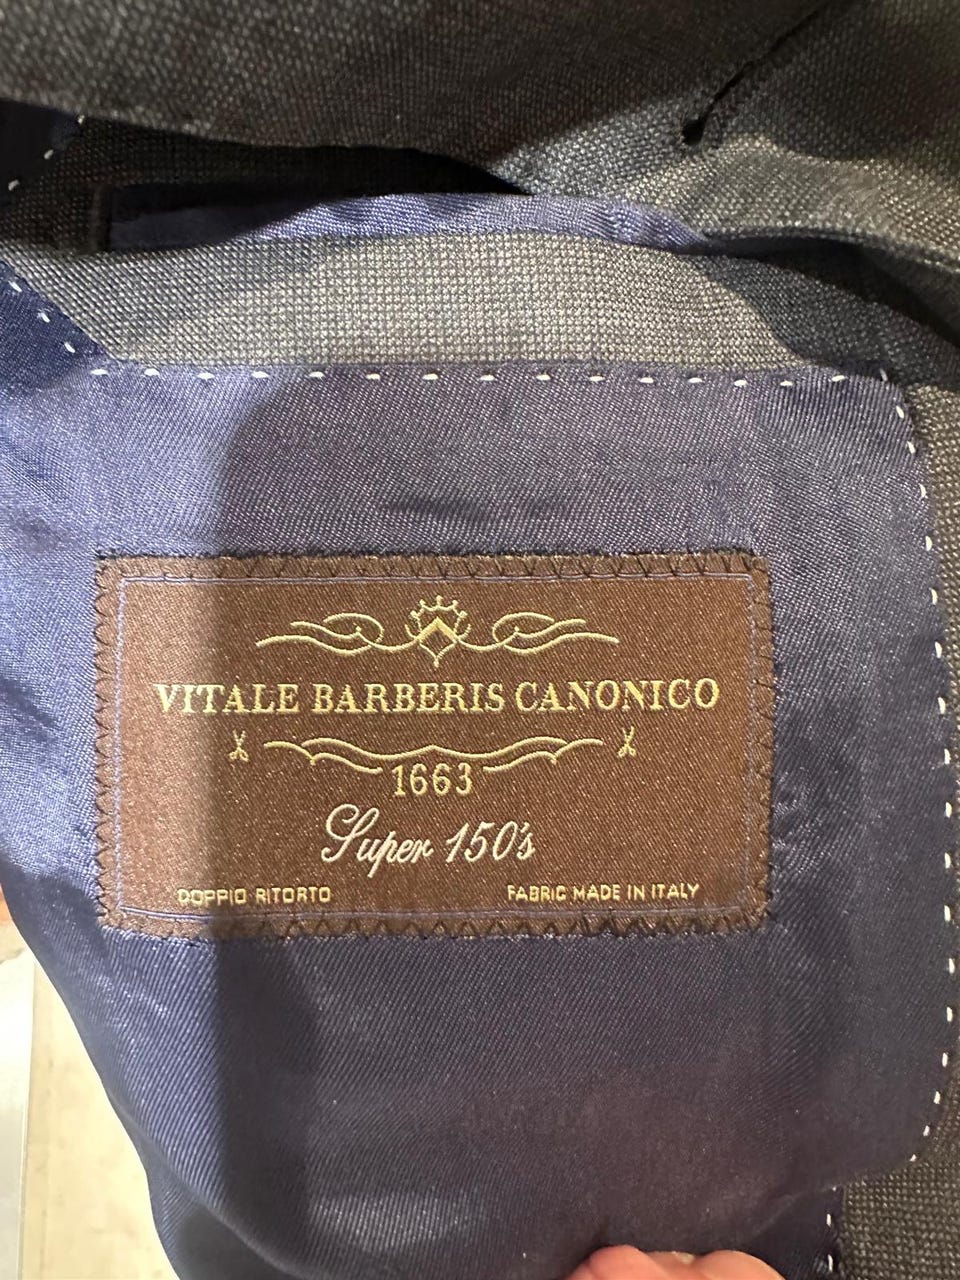 VITALE BARBERIS CANONICO
1663
Super 150's
DOPPIO RITORTO
FABRIC MADE IN ITALY